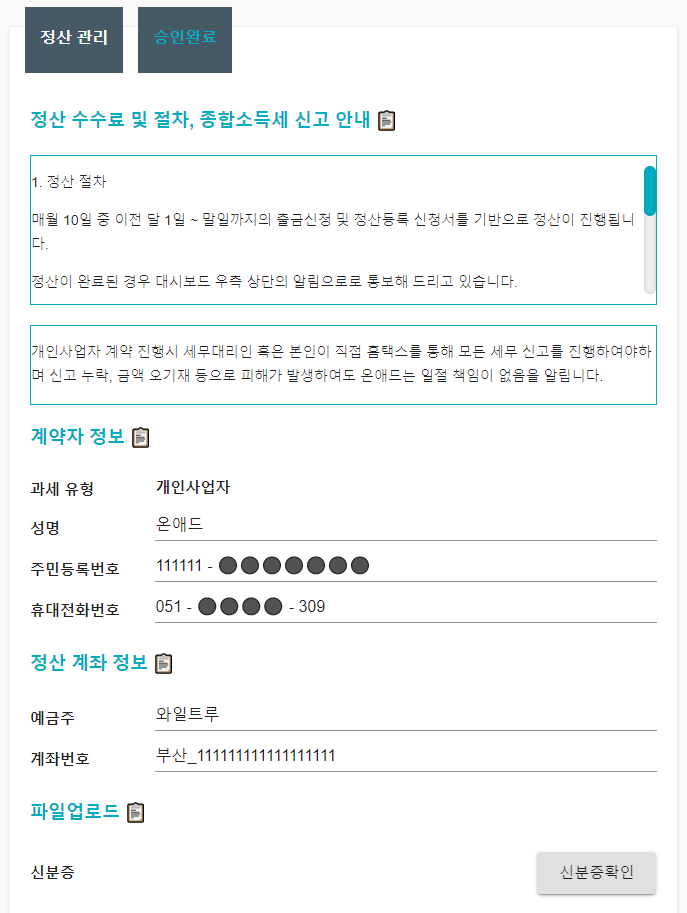 정산 관리
승인완료
정산 수수료 및 절차, 종합소득세 신고 안내
1. 정산 절차
매월 10일 중 이전 달 1일 ~ 말일까지의 출금신청 및 정산등록 신청서를 기반으로 정산이 진행됩니
다.
정산이 완료된 경우 대시보드 우측 상단의 알림으로로 통보해 드리고 있습니다.
개인사업자 계약 진행시 세무대리인 혹은 본인이 직접 홈택스를 통해 모든 세무 신고를 진행하여야하
며 신고 누락, 금액 오기재 등으로 피해가 발생하여도 온애드는 일절 책임이 없음을 알립니다.
계약자 정보
과세 유형 개인사업자
성명 온애드
주민등록번호 111111 - ●●●●●●●
휴대전화번호 051 - ●●●● - 309
정산 계좌 정보
예금주 와일트루
계좌번호 부산_111111111111111111
파일업로드
신분증 신분증확인